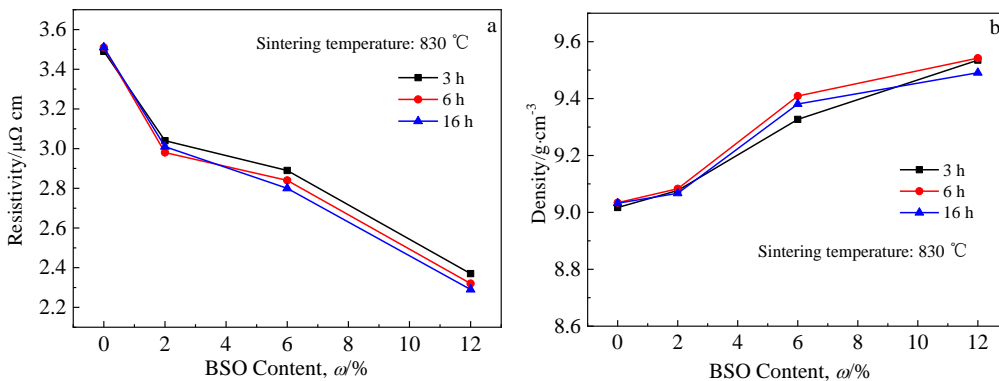 a
Sintering temperature: 830 ℃
3 h
6 h
16 h
3.6
3.4
3.2
3.0
2.8
2.6
2.4
2.2
Resistivity/μΩ cm
0 2 4 6 8 10 12
BSO Content, ω/%
b
9.6
9.4
9.2
9.0
8.8
8.6
Density/g·cm⁻³
3 h
6 h
16 h
Sintering temperature: 830 ℃
0 2 4 6 8 10 12
BSO Content, ω/%